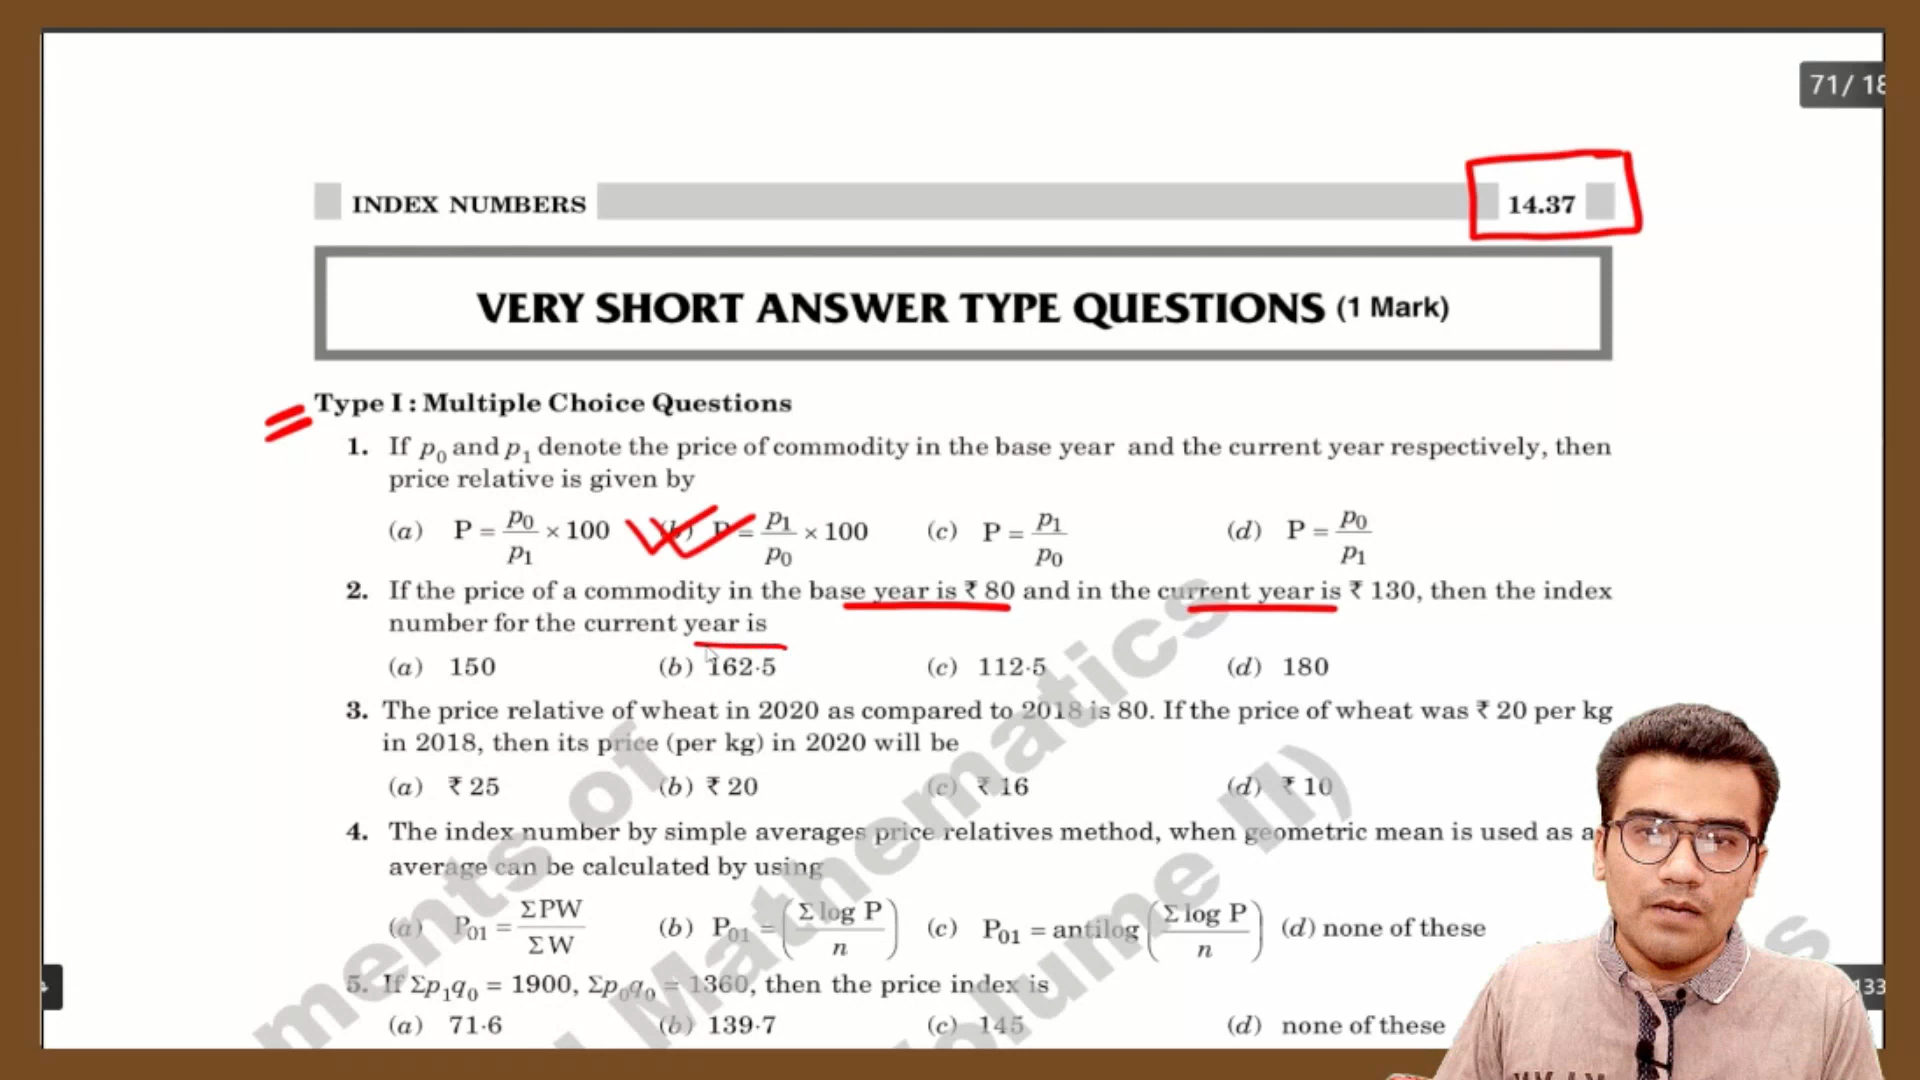 71/ 18
INDEX NUMBERS 14.37
VERY SHORT ANSWER TYPE QUESTIONS (1 Mark)
Type I : Multiple Choice Questions
1. If p₀ and p₁ denote the price of commodity in the base year and the current year respectively, then
price relative is given by
(a) P = p₀/p₁ × 100 (b) P = p₁/p₀ × 100 (c) P = p₁/p₀ (d) P = p₀/p₁
2. If the price of a commodity in the base year is ₹ 80 and in the current year is ₹ 130, then the index
number for the current year is
(a) 150 (b) 162·5 (c) 112·5 (d) 180
3. The price relative of wheat in 2020 as compared to 2018 is 80. If the price of wheat was ₹ 20 per kg
in 2018, then its price (per kg) in 2020 will be
(a) ₹ 25 (b) ₹ 20 (c) ₹ 16 (d) ₹ 10
4. The index number by simple averages price relatives method, when geometric mean is used as a
average can be calculated by using
(a) P₀₁ = ΣPW/ΣW (b) P₀₁ = (Σ log P/n) (c) P₀₁ = antilog (Σ log P/n) (d) none of these
5. If Σp₁q₀ = 1900, Σp₀q₀ = 1360, then the price index is
(a) 71·6 (b) 139·7 (c) 145 (d) none of these
133
ments of
Mathematics
Volume II)